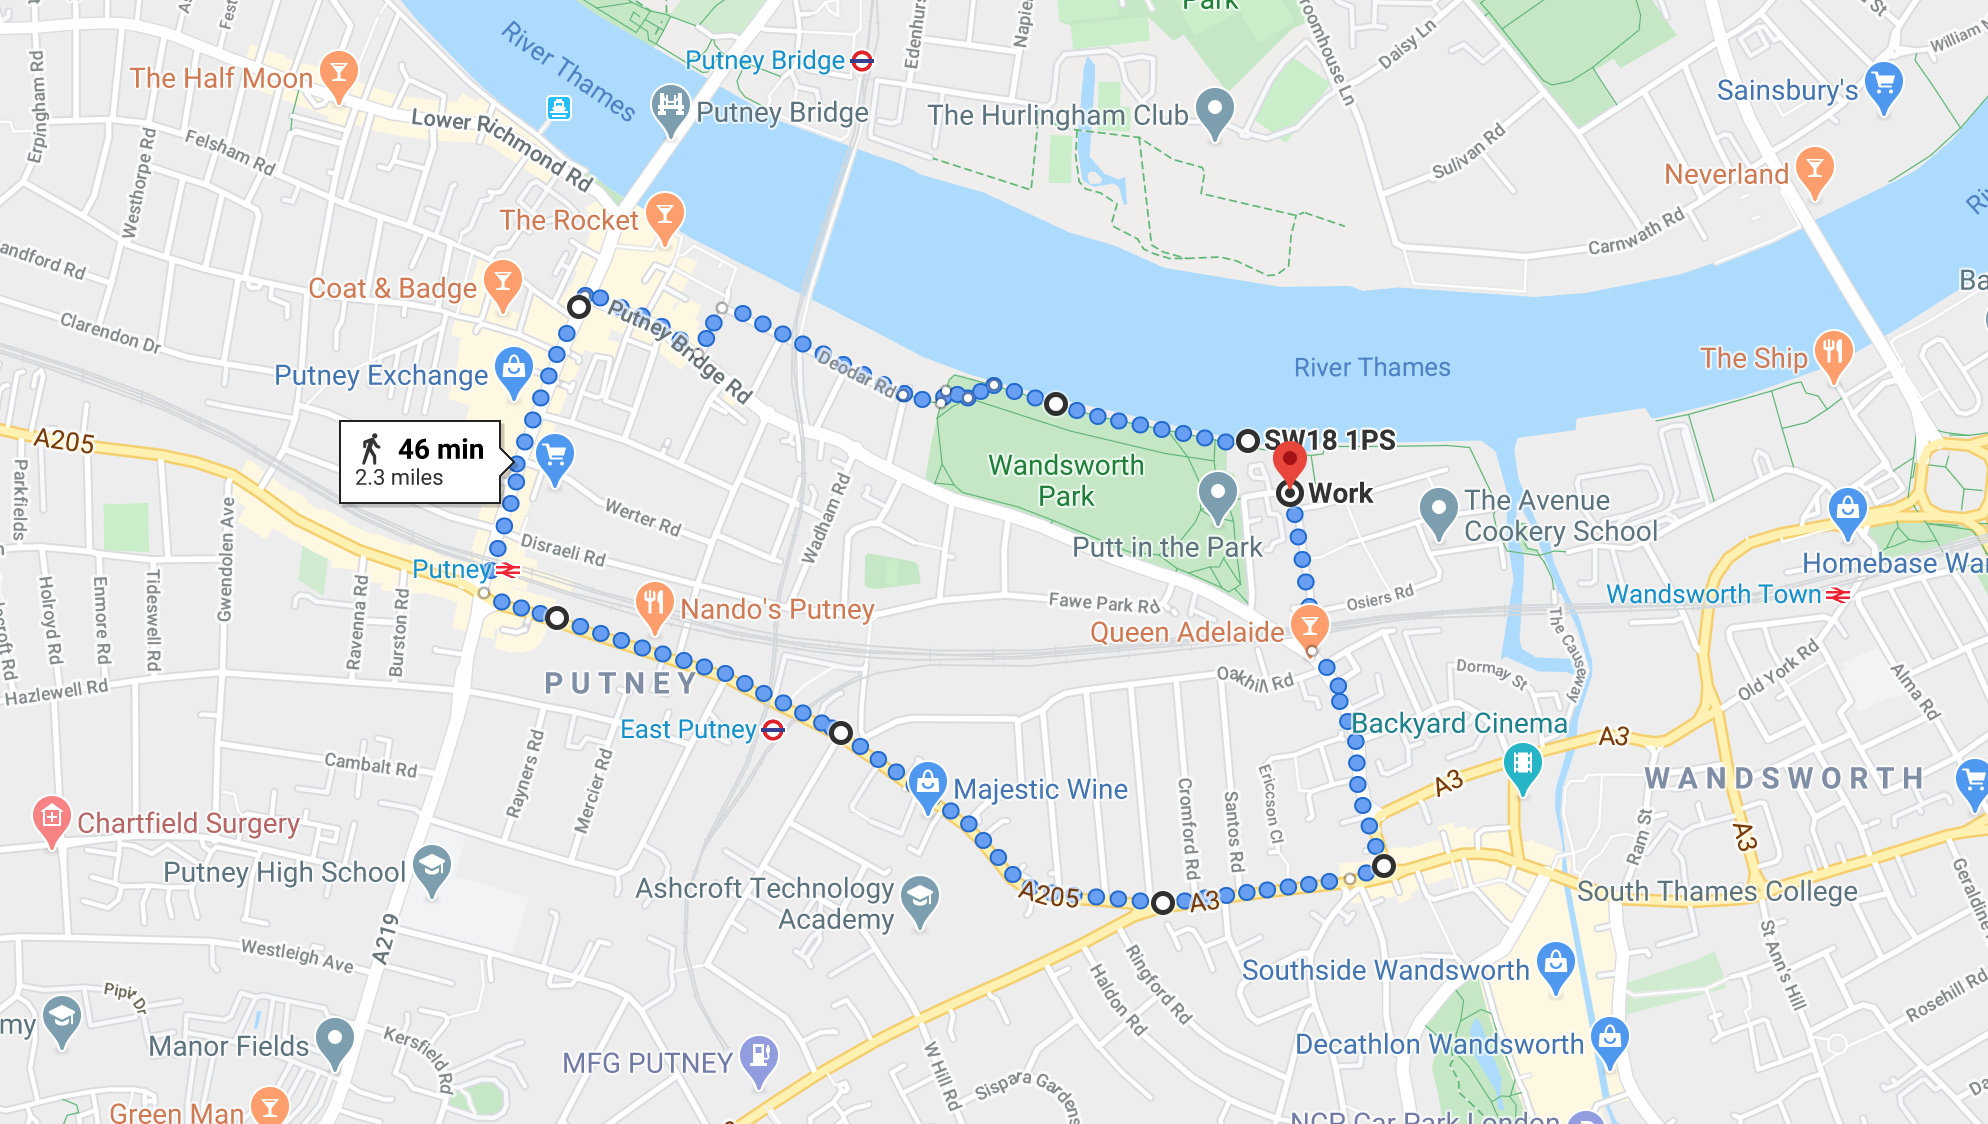 Park
River Thames
Putney Bridge
Edenhurs
Napie
roomhouse Ln
Daisy Ln
William
The Half Moon
Erpingham Rd
Lower Richmond Rd
Putney Bridge
The Hurlingham Club
Sainsbury's
Felsham Rd
Westhorpe Rd
Sulivan Rd
Neverland
The Rocket
Carnwath Rd
andford Rd
Coat & Badge
Clarendon Dr
Putney Bridge Rd
Deodar Rd
Putney Exchange
River Thames
The Ship
A205
46 min
2.3 miles
SW18 1PS
Wandsworth
Park
Work
Parkfields
Gwendolen Ave
Werter Rd
Disraeli Rd
Wadham Rd
The Avenue
Cookery School
Putt in the Park
Putney
Homebase Wa
Wandsworth Town
Holroyd Rd
Enmore Rd
Tideswell Rd
Ravenna Rd
Burston Rd
Nando's Putney
Fawe Park Rd
Osiers Rd
Queen Adelaide
The Causeway
Hazlewell Rd
PUTNEY
Oakhill Rd
Dormay St
Old York Rd
Alma Rd
East Putney
Backyard Cinema
A3
A3
WANDSWORTH
Cambalt Rd
Rayners Rd
Mercier Rd
Majestic Wine
Cromford Rd
Santos Rd
Ericcson Cl
Ram St
A3
Chartfield Surgery
Putney High School
Ashcroft Technology
Academy
A205
A3
South Thames College
Geraldine
A219
Westleigh Ave
Haldon Rd
Ringford Rd
Southside Wandsworth
St Ann's Hill
Rosehill Rd
my
Manor Fields
Kersfield Rd
MFG PUTNEY
W Hill Rd
Sispara Gardens
Decathlon Wandsworth
Green Man
NCP Car Park London